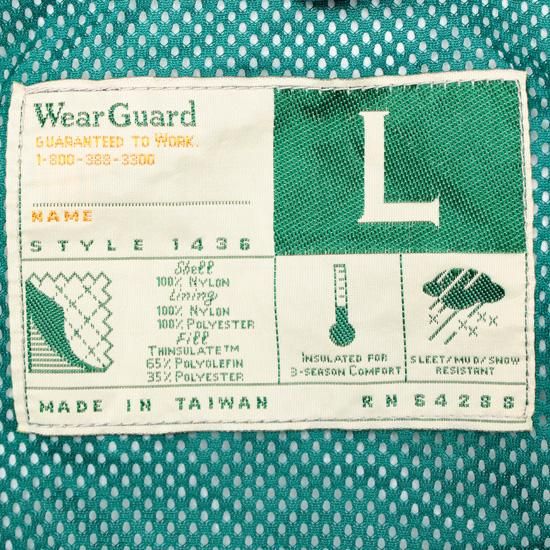 WearGuard
GUARANTEED TO WORK.
1-800-388-3300
NAME
STYLE 1436
L
Shell
100% NYLON
Lining
100% NYLON
100% POLYESTER
Fill
THINSULATE™
65% POLYOLEFIN
35% POLYESTER
INSULATED FOR
3-SEASON COMFORT
SLEET/MUD/SNOW
RESISTANT
MADE IN TAIWAN
RN 64288